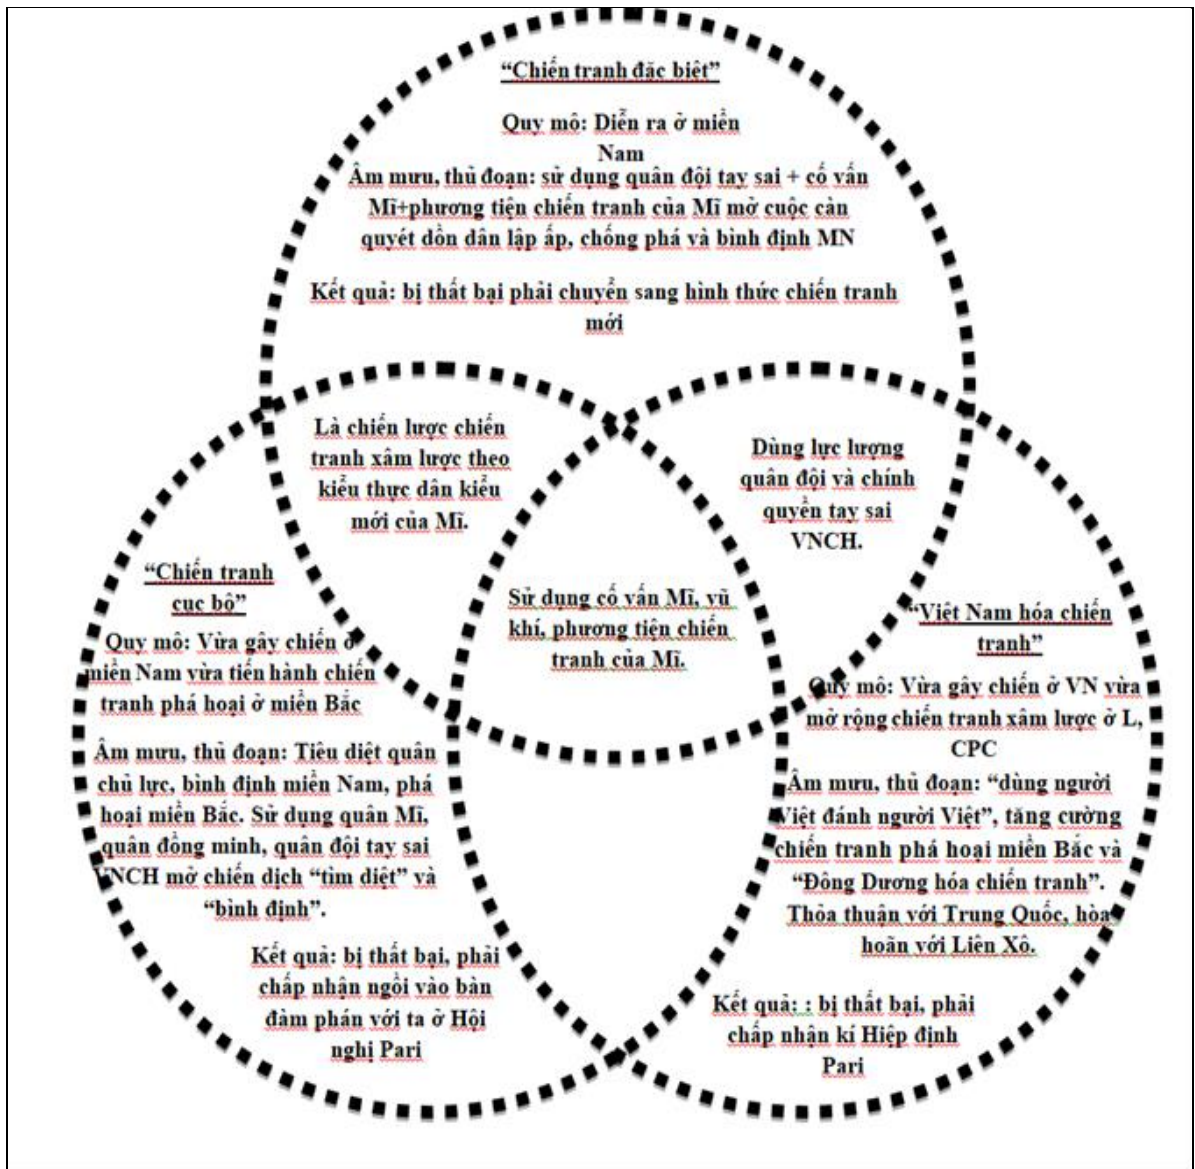 “Chiến tranh đặc biệt”
Quy mô: Diễn ra ở miền
Nam
Âm mưu, thủ đoạn: sử dụng quân đội tay sai + cố vấn
Mĩ+phương tiện chiến tranh của Mĩ mở cuộc càn
quyét dồn dân lập ấp, chống phá và bình định MN
Kết quả: bị thất bại phải chuyển sang hình thức chiến tranh
mới
Là chiến lược chiến
tranh xâm lược theo
kiểu thực dân kiểu
mới của Mĩ.
Dùng lực lượng
quân đội và chính
quyền tay sai
VNCH.
Sử dụng cố vấn Mĩ, vũ
khí, phương tiện chiến
tranh của Mĩ.
“Chiến tranh
cục bộ”
Quy mô: Vừa gây chiến ở
miền Nam vừa tiến hành chiến
tranh phá hoại ở miền Bắc
Âm mưu, thủ đoạn: Tiêu diệt quân
chủ lực, bình định miền Nam, phá
hoại miền Bắc. Sử dụng quân Mĩ,
quân đồng minh, quân đội tay sai
VNCH mở chiến dịch “tìm diệt” và
“bình định”.
Kết quả: bị thất bại, phải
chấp nhận ngồi vào bàn
đàm phán với ta ở Hội
nghị Pari
“Việt Nam hóa chiến
tranh”
Quy mô: Vừa gây chiến ở VN vừa
mở rộng chiến tranh xâm lược ở L,
CPC
Âm mưu, thủ đoạn: “dùng người
Việt đánh người Việt”, tăng cường
chiến tranh phá hoại miền Bắc và
“Đông Dương hóa chiến tranh”.
Thỏa thuận với Trung Quốc, hòa
hoãn với Liên Xô.
Kết quả: : bị thất bại, phải
chấp nhận kí Hiệp định
Pari